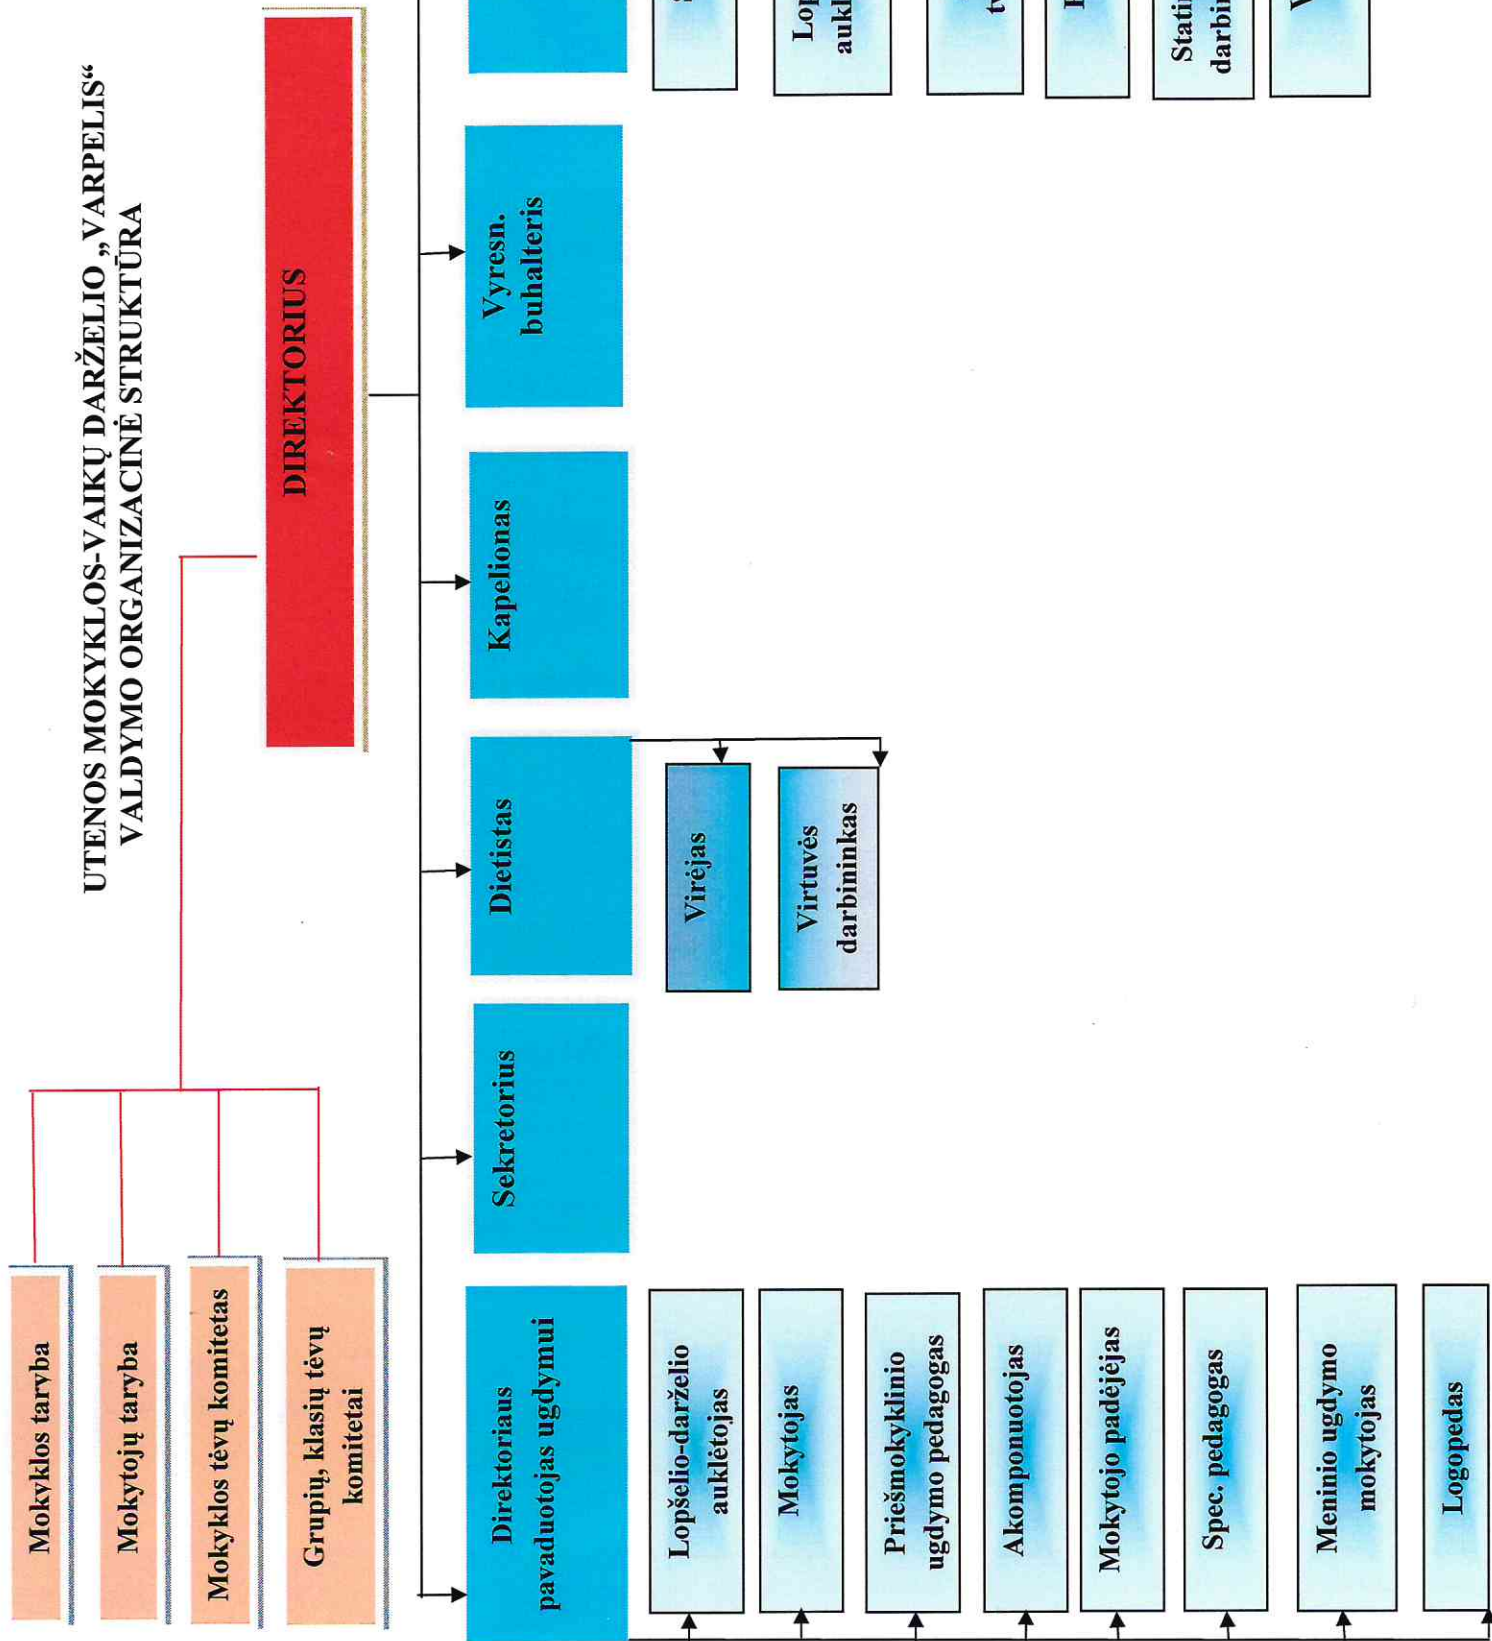 UTENOS MOKYKLOS-VAIKŲ DARŽELIO „VARPELIS“
VALDYMO ORGANIZACINĖ STRUKTŪRA
Mokyklos taryba
Mokytojų taryba
Mokyklos tėvų komitetas
Grupių, klasių tėvų
komitetai
DIREKTORIUS
Direktoriaus
pavaduotojas ugdymui
Sekretorius
Dietistas
Kapelionas
Vyresn.
buhalteris
Lopšelio-darželio
auklėtojas
Mokytojas
Priešmokyklinio
ugdymo pedagogas
Akomponuotojas
Mokytojo padėjėjas
Spec. pedagogas
Meninio ugdymo
mokytojas
Logopedas
Virėjas
Virtuvės
darbininkas